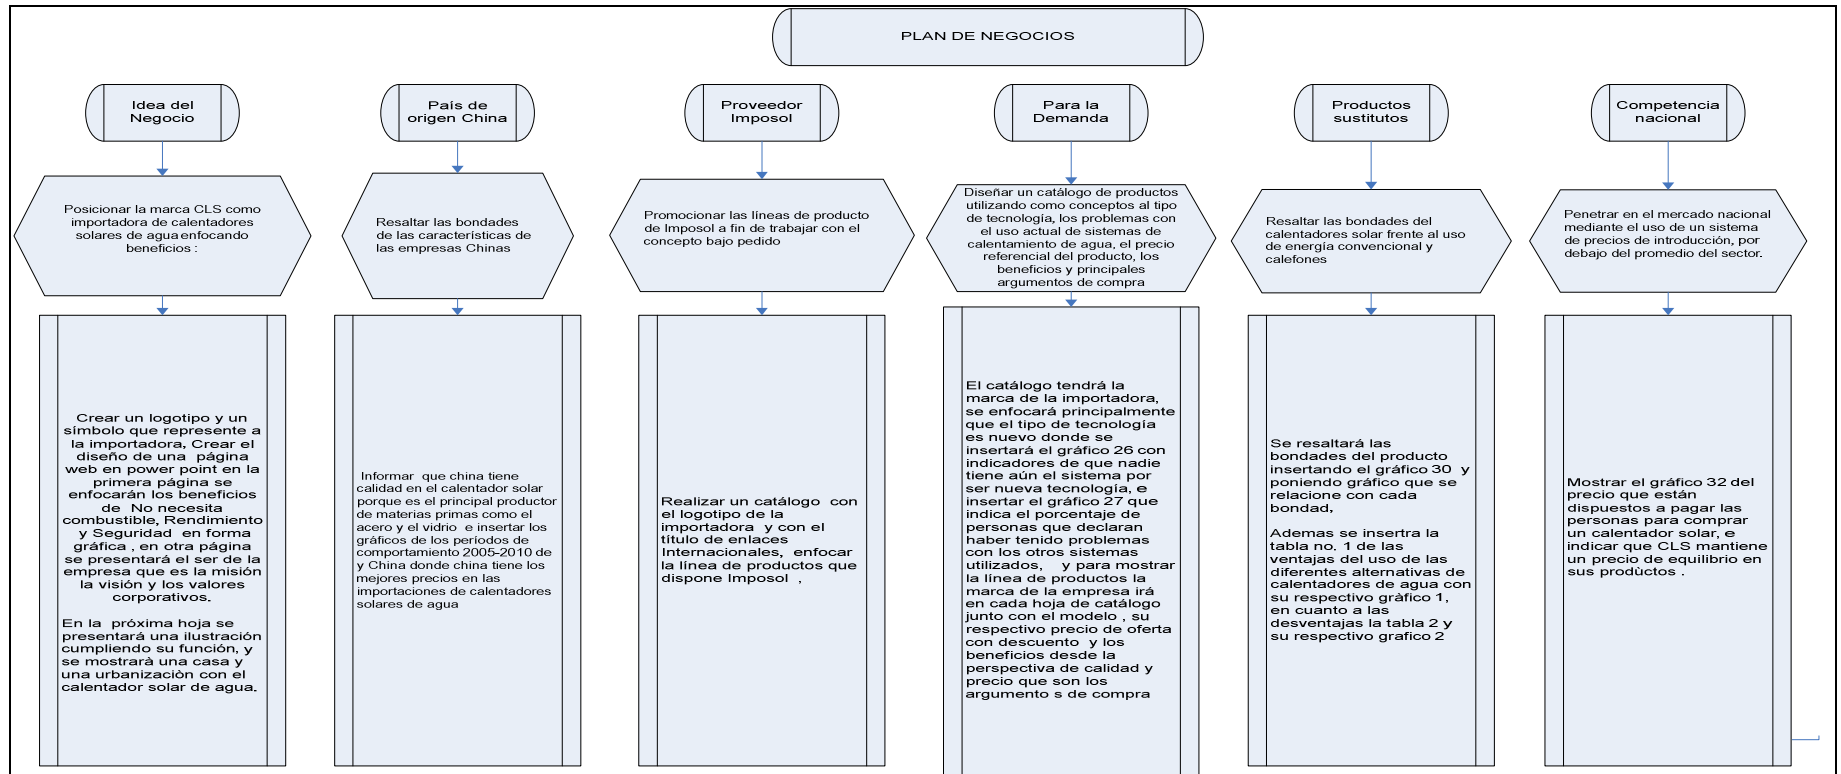 PLAN DE NEGOCIOS
Idea del
Negocio
País de
origen China
Proveedor
Imposol
Para la
Demanda
Productos
sustitutos
Competencia
nacional
Posicionar la marca CLS como
importadora de calentadores
solares de agua enfocando
beneficios :
Resaltar las bondades
de las características de
las empresas Chinas
Promocionar las líneas de producto
de Imposol a fin de trabajar con el
concepto bajo pedido
Diseñar un catálogo de productos
utilizando como conceptos al tipo
de tecnología, los problemas con
el uso actual de sistemas de
calentamiento de agua, el precio
referencial del producto, los
beneficios y principales
argumentos de compra
Resaltar las bondades del
calentadores solar frente al uso
de energía convencional y
calefones
Penetrar en el mercado nacional
mediante el uso de un sistema
de precios de introducción, por
debajo del promedio del sector.
Crear un logotipo y un
símbolo que represente a
la importadora, Crear el
diseño de una página
web en power point en la
primera página se
enfocarán los beneficios
de No necesita
combustible, Rendimiento
y Seguridad en forma
gráfica , en otra página
se presentará el ser de la
empresa que es la misión
la visión y los valores
corporativos.
En la próxima hoja se
presentará una ilustración
cumpliendo su función, y
se mostrarà una casa y
una urbanizaciòn con el
calentador solar de agua.
Informar que china tiene
calidad en el calentador solar
porque es el principal productor
de materias primas como el
acero y el vidrio e insertar los
gráficos de los períodos de
comportamiento 2005-2010 de
y China donde china tiene los
mejores precios en las
importaciones de calentadores
solares de agua
Realizar un catálogo con
el logotipo de la
importadora y con el
título de enlaces
Internacionales, enfocar
la línea de productos que
dispone Imposol ,
El catálogo tendrá la
marca de la importadora,
se enfocará principalmente
que el tipo de tecnología
es nuevo donde se
insertará el gráfico 26 con
indicadores de que nadie
tiene aún el sistema por
ser nueva tecnología, e
insertar el gráfico 27 que
indica el porcentaje de
personas que declaran
haber tenido problemas
con los otros sistemas
utilizados, y para mostrar
la línea de productos la
marca de la empresa irá
en cada hoja de catálogo
junto con el modelo , su
respectivo precio de oferta
con descuento y los
beneficios desde la
perspectiva de calidad y
precio que son los
argumento s de compra
Se resaltará las
bondades del producto
insertando el gráfico 30 y
poniendo gráfico que se
relacione con cada
bondad,
Ademas se insertra la
tabla no. 1 de las
ventajas del uso de las
diferentes alternativas de
calentadores de agua con
su respectivo gràfico 1,
en cuanto a las
desventajas la tabla 2 y
su respectivo grafico 2
Mostrar el gráfico 32 del
precio que están
dispuestos a pagar las
personas para comprar
un calentador solar, e
indicar que CLS mantiene
un precio de equilibrio en
sus prodùctos .